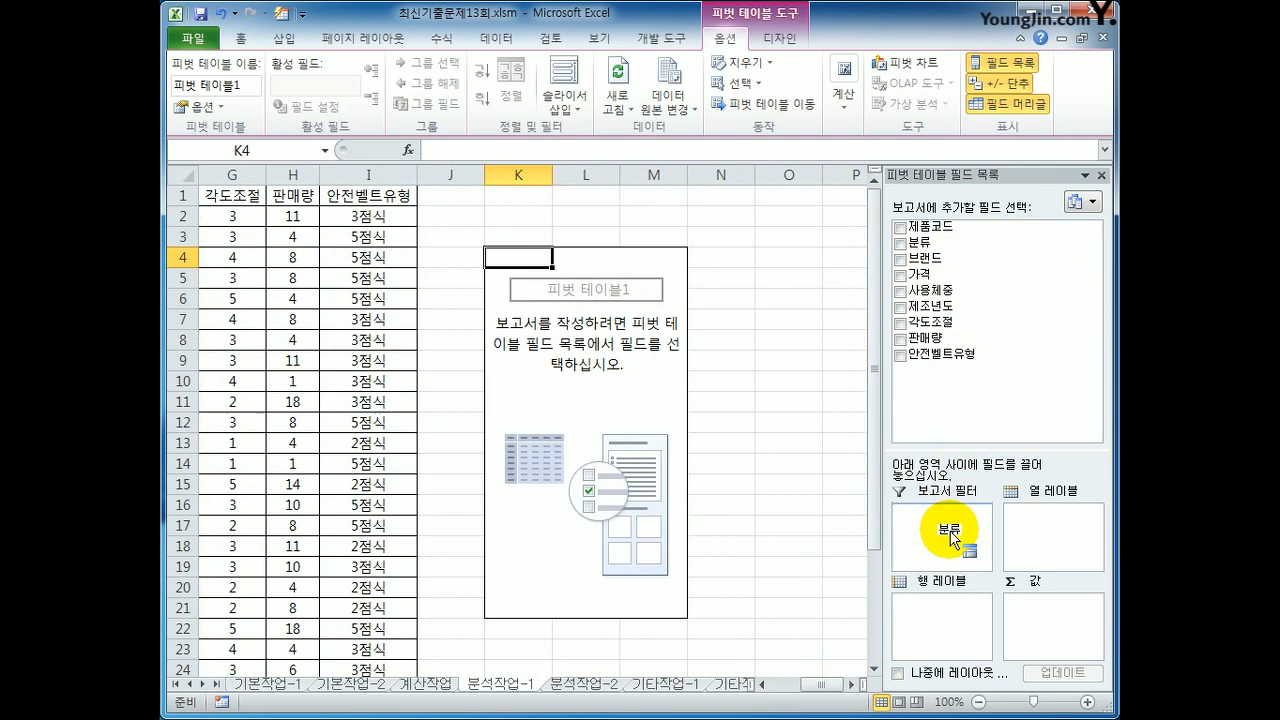 최신기출문제13회.xlsm - Microsoft Excel
피벗 테이블 도구
YoungJin.com Y.
파일 홈 삽입 페이지 레이아웃 수식 데이터 검토 보기 개발 도구 옵션 디자인
피벗 테이블 이름:
피벗 테이블1
옵션
피벗 테이블
활성 필드:
필드 설정
활성 필드
그룹 선택
그룹 해제
그룹 필드
그룹
정렬
슬라이서
삽입
정렬 및 필터
새로
고침
데이터
원본 변경
데이터
지우기
선택
피벗 테이블 이동
동작
계산
피벗 차트
OLAP 도구
가상 분석
도구
필드 목록
+/- 단추
필드 머리글
표시
K4 fx
G H I J K L M N O P
1 각도조절 판매량 안전벨트유형
2 3 11 3점식
3 3 4 5점식
4 4 8 5점식
5 3 8 5점식
6 5 4 5점식
7 4 8 3점식
8 3 4 3점식
9 3 11 3점식
10 4 1 3점식
11 2 18 3점식
12 3 8 5점식
13 1 4 2점식
14 1 1 5점식
15 5 14 2점식
16 3 10 5점식
17 2 8 5점식
18 3 11 2점식
19 3 10 3점식
20 2 4 2점식
21 2 8 2점식
22 5 18 5점식
23 4 4 3점식
24 3 6 3점식
피벗 테이블1
보고서를 작성하려면 피벗 테
이블 필드 목록에서 필드를 선
택하십시오.
피벗 테이블 필드 목록
보고서에 추가할 필드 선택:
제품코드
분류
브랜드
가격
사용체중
제조년도
각도조절
판매량
안전벨트유형
아래 영역 사이에 필드를 끌어
놓으십시오.
보고서 필터 열 레이블
분류
행 레이블 Σ 값
나중에 레이아웃 ... 업데이트
기본작업-1 기본작업-2 계산작업 분석작업-1 분석작업-2 기타작업-1
준비 100%